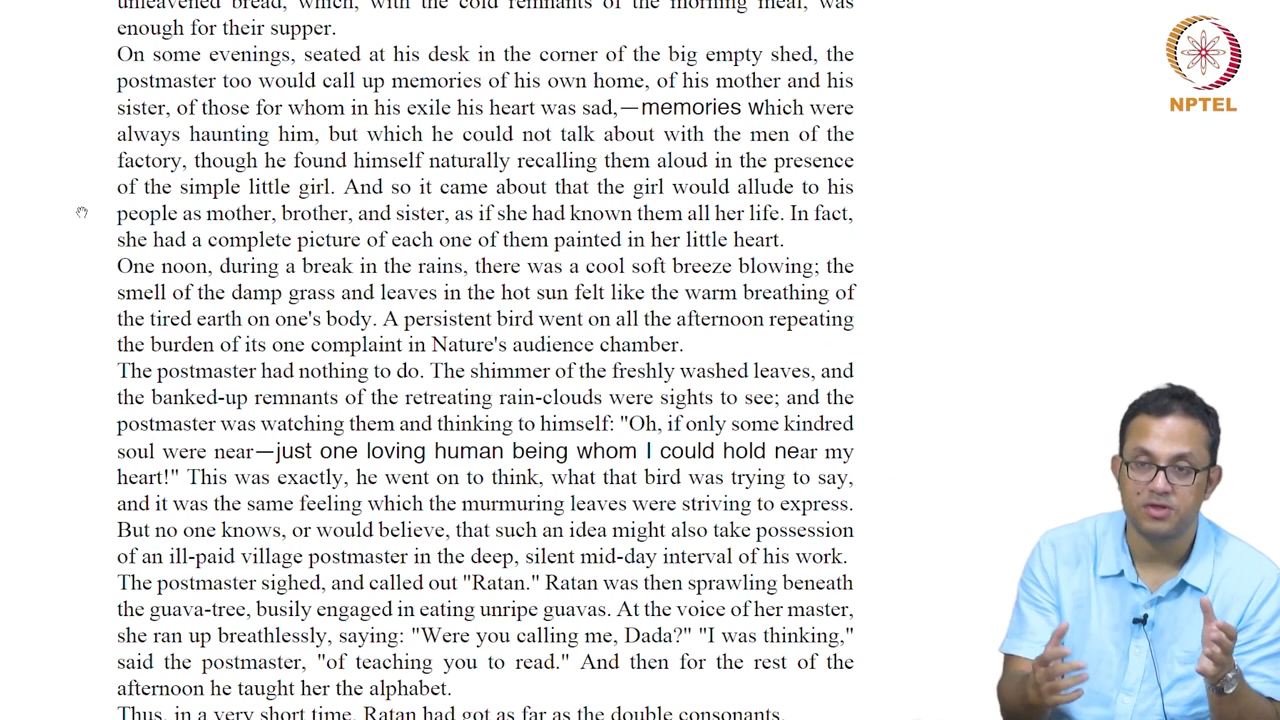 unleavened bread, which, with the cold remnants of the morning meal, was
enough for their supper.
On some evenings, seated at his desk in the corner of the big empty shed, the
postmaster too would call up memories of his own home, of his mother and his
sister, of those for whom in his exile his heart was sad,—memories which were
always haunting him, but which he could not talk about with the men of the
factory, though he found himself naturally recalling them aloud in the presence
of the simple little girl. And so it came about that the girl would allude to his
people as mother, brother, and sister, as if she had known them all her life. In fact,
she had a complete picture of each one of them painted in her little heart.
One noon, during a break in the rains, there was a cool soft breeze blowing; the
smell of the damp grass and leaves in the hot sun felt like the warm breathing of
the tired earth on one's body. A persistent bird went on all the afternoon repeating
the burden of its one complaint in Nature's audience chamber.
The postmaster had nothing to do. The shimmer of the freshly washed leaves, and
the banked-up remnants of the retreating rain-clouds were sights to see; and the
postmaster was watching them and thinking to himself: "Oh, if only some kindred
soul were near—just one loving human being whom I could hold near my
heart!" This was exactly, he went on to think, what that bird was trying to say,
and it was the same feeling which the murmuring leaves were striving to express.
But no one knows, or would believe, that such an idea might also take possession
of an ill-paid village postmaster in the deep, silent mid-day interval of his work.
The postmaster sighed, and called out "Ratan." Ratan was then sprawling beneath
the guava-tree, busily engaged in eating unripe guavas. At the voice of her master,
she ran up breathlessly, saying: "Were you calling me, Dada?" "I was thinking,"
said the postmaster, "of teaching you to read." And then for the rest of the
afternoon he taught her the alphabet.
Thus, in a very short time, Ratan had got as far as the double consonants.
NPTEL